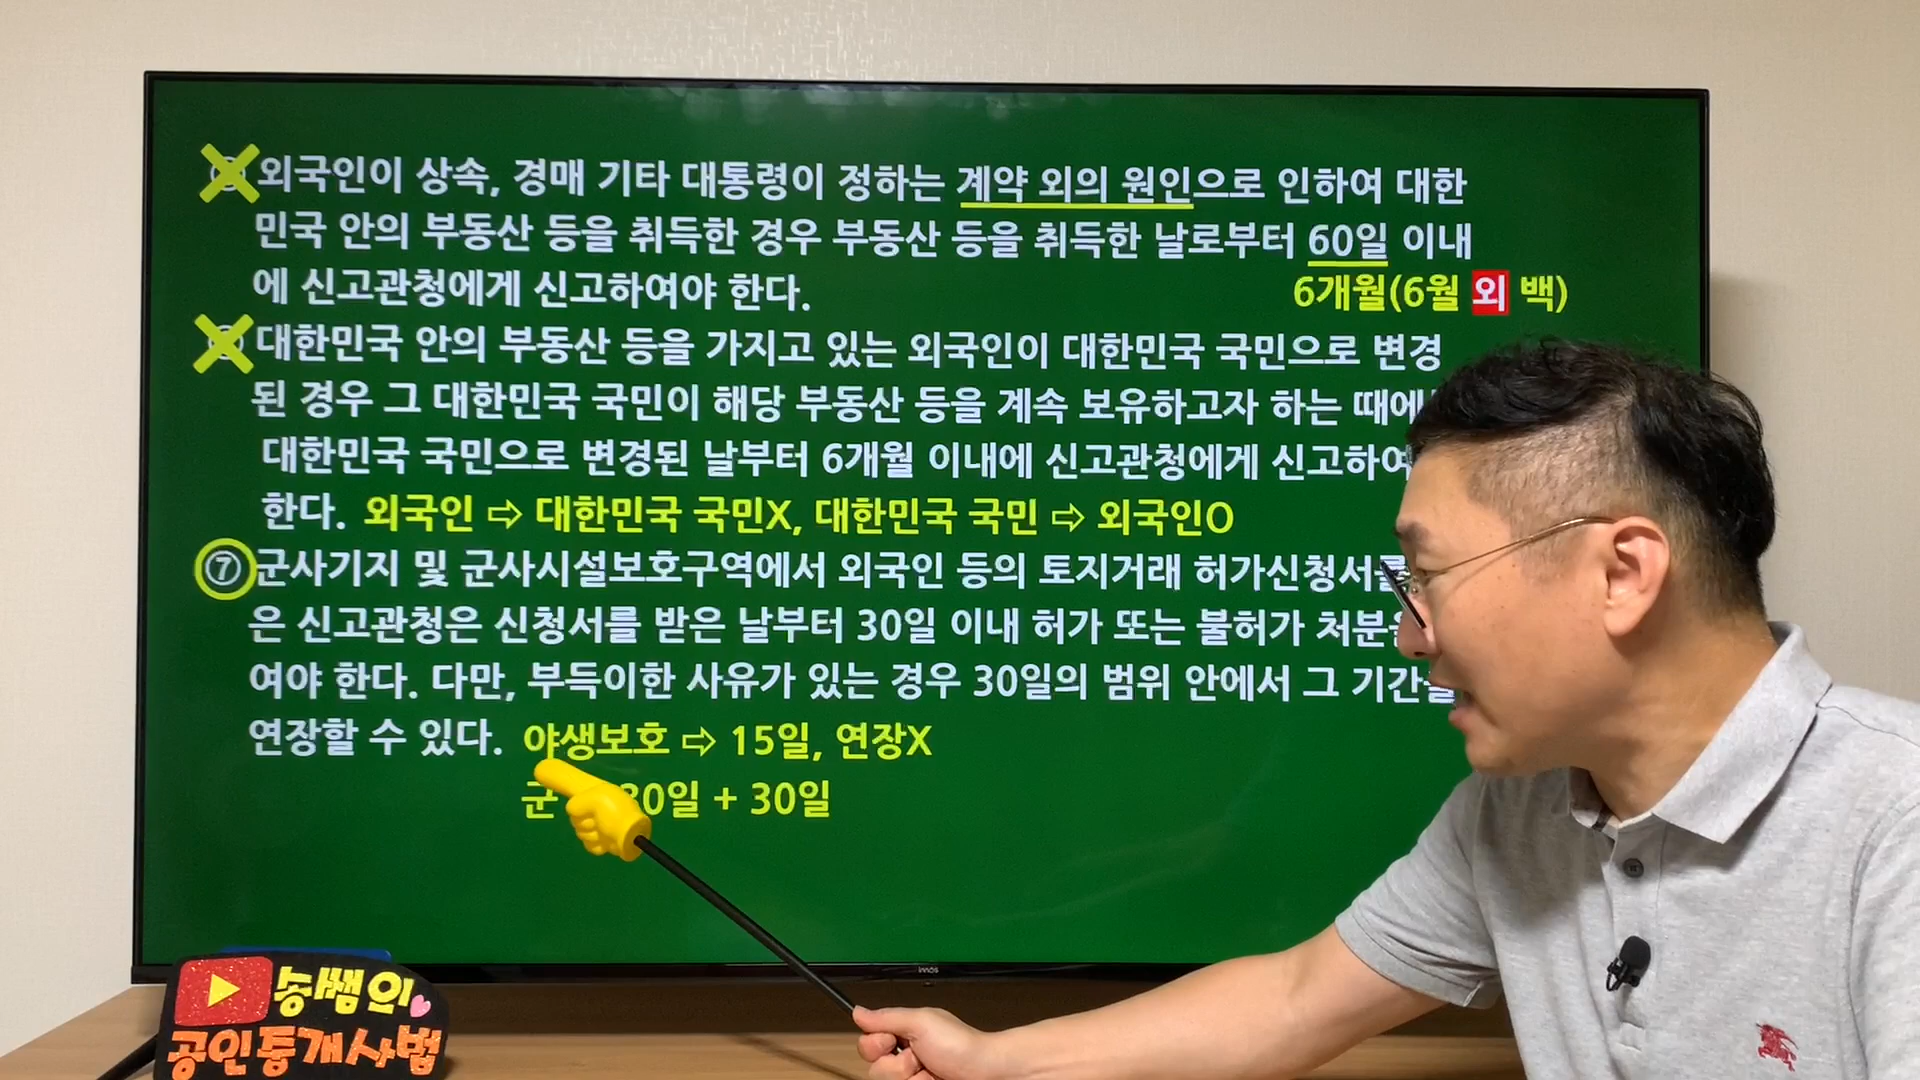 외국인이 상속, 경매 기타 대통령이 정하는 계약 외의 원인으로 인하여 대한
민국 안의 부동산 등을 취득한 경우 부동산 등을 취득한 날로부터 60일 이내
에 신고관청에게 신고하여야 한다.
6개월(6월 외 백)
대한민국 안의 부동산 등을 가지고 있는 외국인이 대한민국 국민으로 변경
된 경우 그 대한민국 국민이 해당 부동산 등을 계속 보유하고자 하는 때에
대한민국 국민으로 변경된 날부터 6개월 이내에 신고관청에게 신고하여
한다. 외국인 ⇨ 대한민국 국민X, 대한민국 국민 ⇨ 외국인O
⑦ 군사기지 및 군사시설보호구역에서 외국인 등의 토지거래 허가신청서를
은 신고관청은 신청서를 받은 날부터 30일 이내 허가 또는 불허가 처분
여야 한다. 다만, 부득이한 사유가 있는 경우 30일의 범위 안에서 그 기간을
연장할 수 있다. 야생보호 ⇨ 15일, 연장X
군 30일 + 30일
innos
송쌤의
공인중개사법